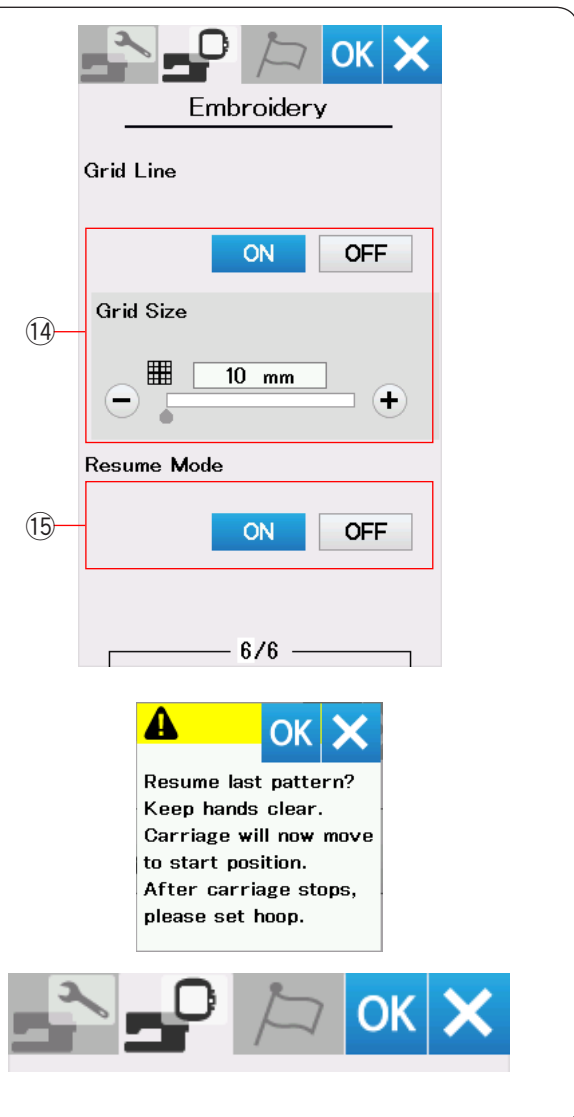 OK
Embroidery
Grid Line
ON OFF
Grid Size
⑭
10 mm
− +
Resume Mode
⑮
ON OFF
6/6
OK
Resume last pattern?
Keep hands clear.
Carriage will now move
to start position.
After carriage stops,
please set hoop.
OK